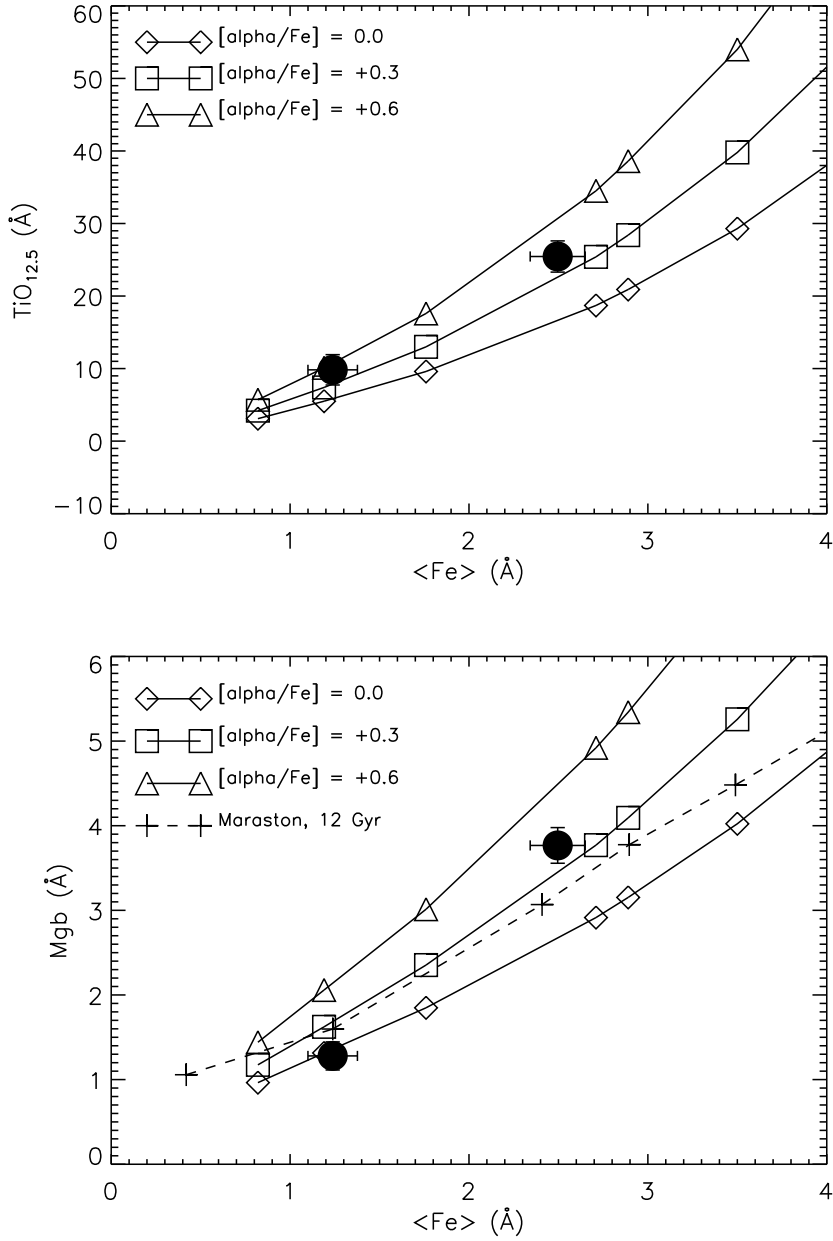 60
50
40
30
20
10
0
−10
TiO12.5 (Å)
[alpha/Fe] = 0.0
[alpha/Fe] = +0.3
[alpha/Fe] = +0.6
0 1 2 3 4
<Fe> (Å)
6
5
4
3
2
1
0
Mgb (Å)
[alpha/Fe] = 0.0
[alpha/Fe] = +0.3
[alpha/Fe] = +0.6
Maraston, 12 Gyr
0 1 2 3 4
<Fe> (Å)